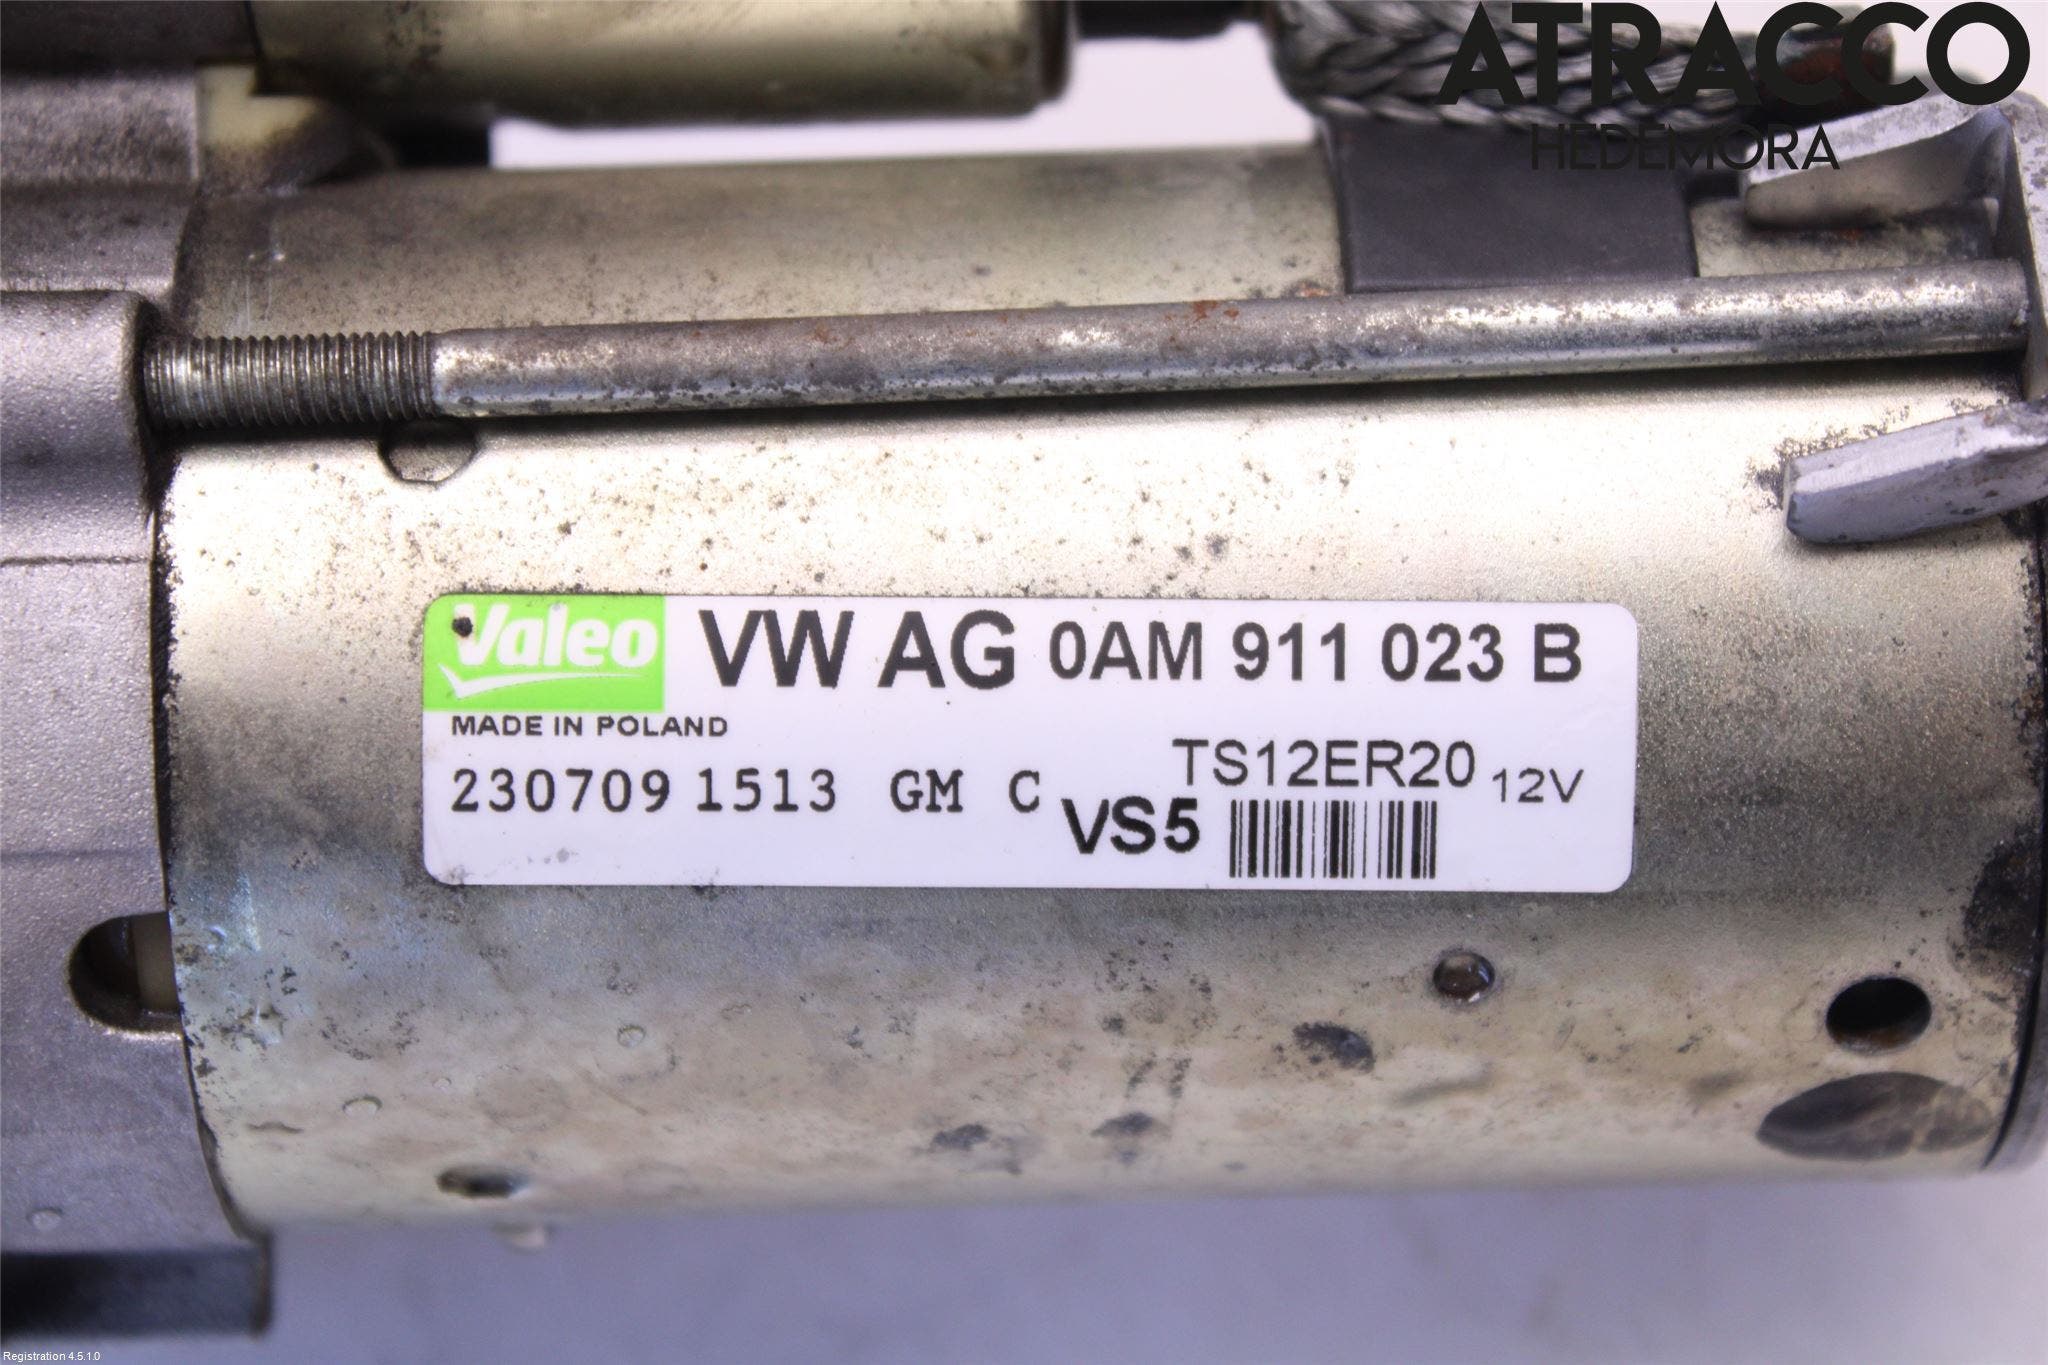 ATRACCO
HEDEMORA
Valeo VW AG 0AM 911 023 B
MADE IN POLAND
230709 1513 GM C VS5 TS12ER20 12V
Registration 4.5.1.0